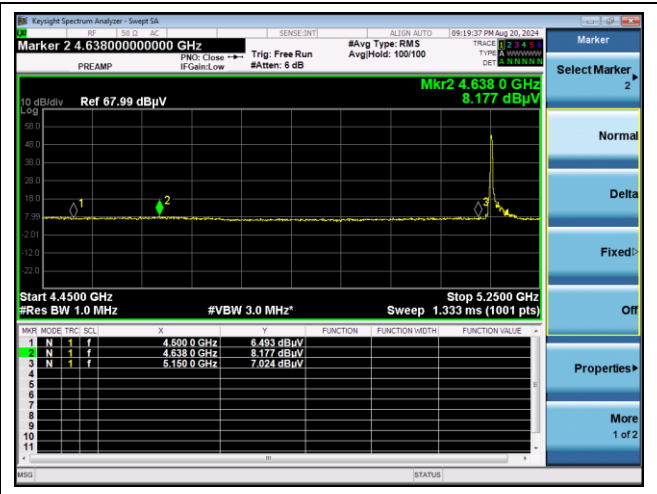 Keysight Spectrum Analyzer - Swept SA
RF 50 Ω AC SENSE:INT ALIGN AUTO 09:19:37 PM Aug 20, 2024
Marker 2 4.638000000000 GHz
PREAMP
PNO: Close
IFGain:Low
Trig: Free Run
#Atten: 6 dB
#Avg Type: RMS
Avg|Hold: 100/100
TRACE 1 2 3 4 5 6
TYPE A WWWWW
DET A N N N N N
Mkr2 4.638 0 GHz
8.177 dBµV
10 dB/div Ref 67.99 dBµV
Log
58.0
48.0
38.0
28.0
18.0
7.99
-2.01
-12.0
-22.0
1
2
3
Start 4.4500 GHz Stop 5.2500 GHz
#Res BW 1.0 MHz #VBW 3.0 MHz* Sweep 1.333 ms (1001 pts)
MKR MODE TRC SCL X Y FUNCTION FUNCTION WIDTH FUNCTION VALUE
1 N 1 f 4.500 0 GHz 6.493 dBµV
2 N 1 f 4.638 0 GHz 8.177 dBµV
3 N 1 f 5.150 0 GHz 7.024 dBµV
4
5
6
7
8
9
10
11
MSG STATUS
Marker
Select Marker
2
Normal
Delta
Fixed
Off
Properties
More
1 of 2